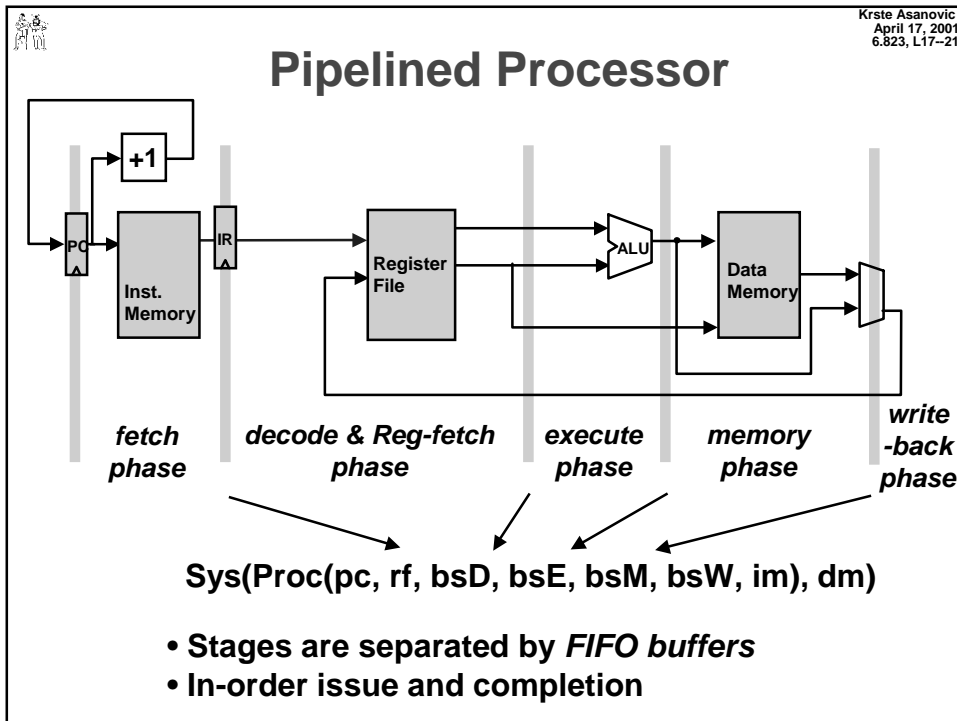 Krste Asanovic
April 17, 2001
6.823, L17--21
Pipelined Processor
+1
PC
IR
Inst.
Memory
Register
File
ALU
Data
Memory
fetch
phase
decode & Reg-fetch
phase
execute
phase
memory
phase
write
-back
phase
Sys(Proc(pc, rf, bsD, bsE, bsM, bsW, im), dm)
• Stages are separated by FIFO buffers
• In-order issue and completion